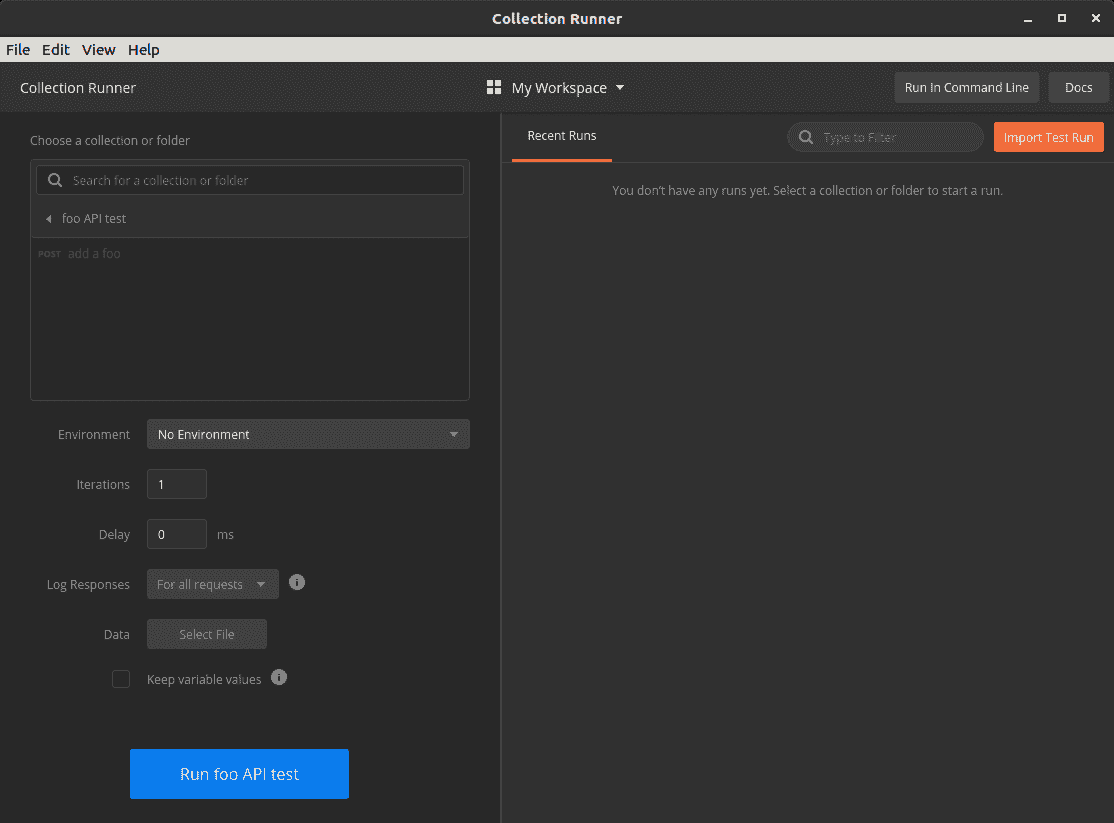 Collection Runner
File Edit View Help
Collection Runner
My Workspace
Run In Command Line
Docs
Choose a collection or folder
Search for a collection or folder
foo API test
POST add a foo
Environment
No Environment
Iterations
1
Delay
0
ms
Log Responses
For all requests
Data
Select File
Keep variable values
Run foo API test
Recent Runs
Type to Filter
Import Test Run
You don't have any runs yet. Select a collection or folder to start a run.